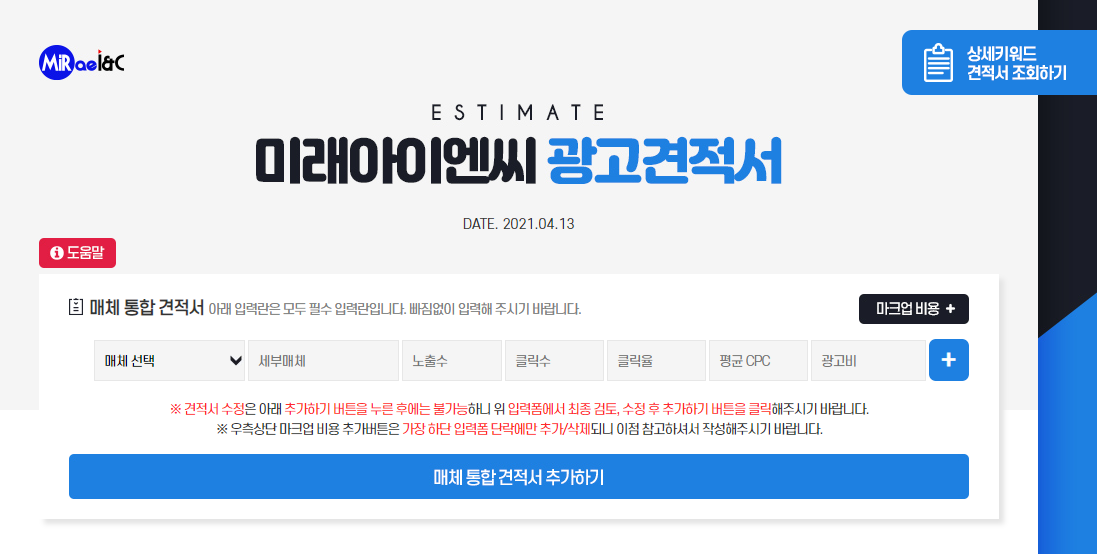 MiRae I&C
상세키워드
견적서 조회하기
ESTIMATE
미래아이엔씨 광고견적서
DATE. 2021.04.13
도움말
매체 통합 견적서 아래 입력란은 모두 필수 입력란입니다. 빠짐없이 입력해 주시기 바랍니다.
마크업 비용 +
매체 선택 세부매체 노출수 클릭수 클릭율 평균 CPC 광고비 +
※ 견적서 수정은 아래 추가하기 버튼을 누른 후에는 불가능하니 위 입력폼에서 최종 검토, 수정 후 추가하기 버튼을 클릭해주시기 바랍니다.
※ 우측상단 마크업 비용 추가버튼은 가장 하단 입력폼 단락에만 추가/삭제되니 이점 참고하셔서 작성해주시기 바랍니다.
매체 통합 견적서 추가하기